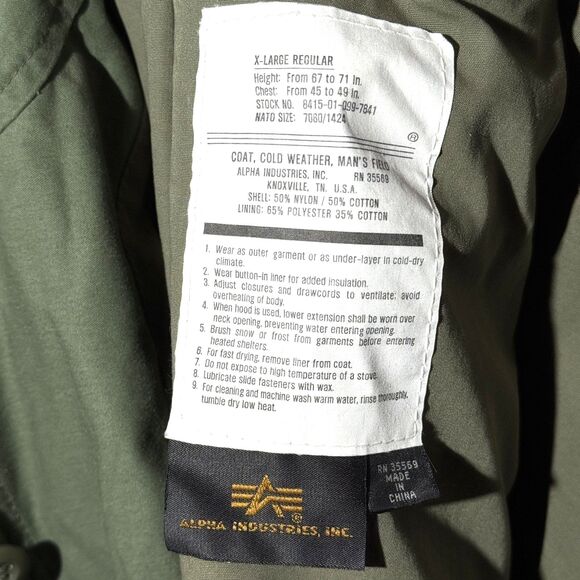 X-LARGE REGULAR
Height: From 67 to 71 In.
Chest: From 45 to 49 In.
STOCK NO. 8415-01-099-7841
NATO SIZE: 7080/1424
®
COAT, COLD WEATHER, MAN'S FIELD
ALPHA INDUSTRIES, INC. RN 35569
KNOXVILLE, TN. U.S.A.
SHELL: 50% NYLON / 50% COTTON
LINING: 65% POLYESTER 35% COTTON
1. Wear as outer garment or as under-layer in cold-dry
climate.
2. Wear button-in liner for added insulation.
3. Adjust closures and drawcords to ventilate; avoid
overheating of body.
4. When hood is used, lower extension shall be worn over
neck opening, preventing water entering opening.
5. Brush snow or frost from garments before entering
heated shelters.
6. For fast drying, remove liner from coat.
7. Do not expose to high temperature of a stove.
8. Lubricate slide fasteners with wax.
9. For cleaning and machine wash warm water, rinse thoroughly,
tumble dry low heat.
ALPHA INDUSTRIES, INC.
RN 35569
MADE
IN
CHINA